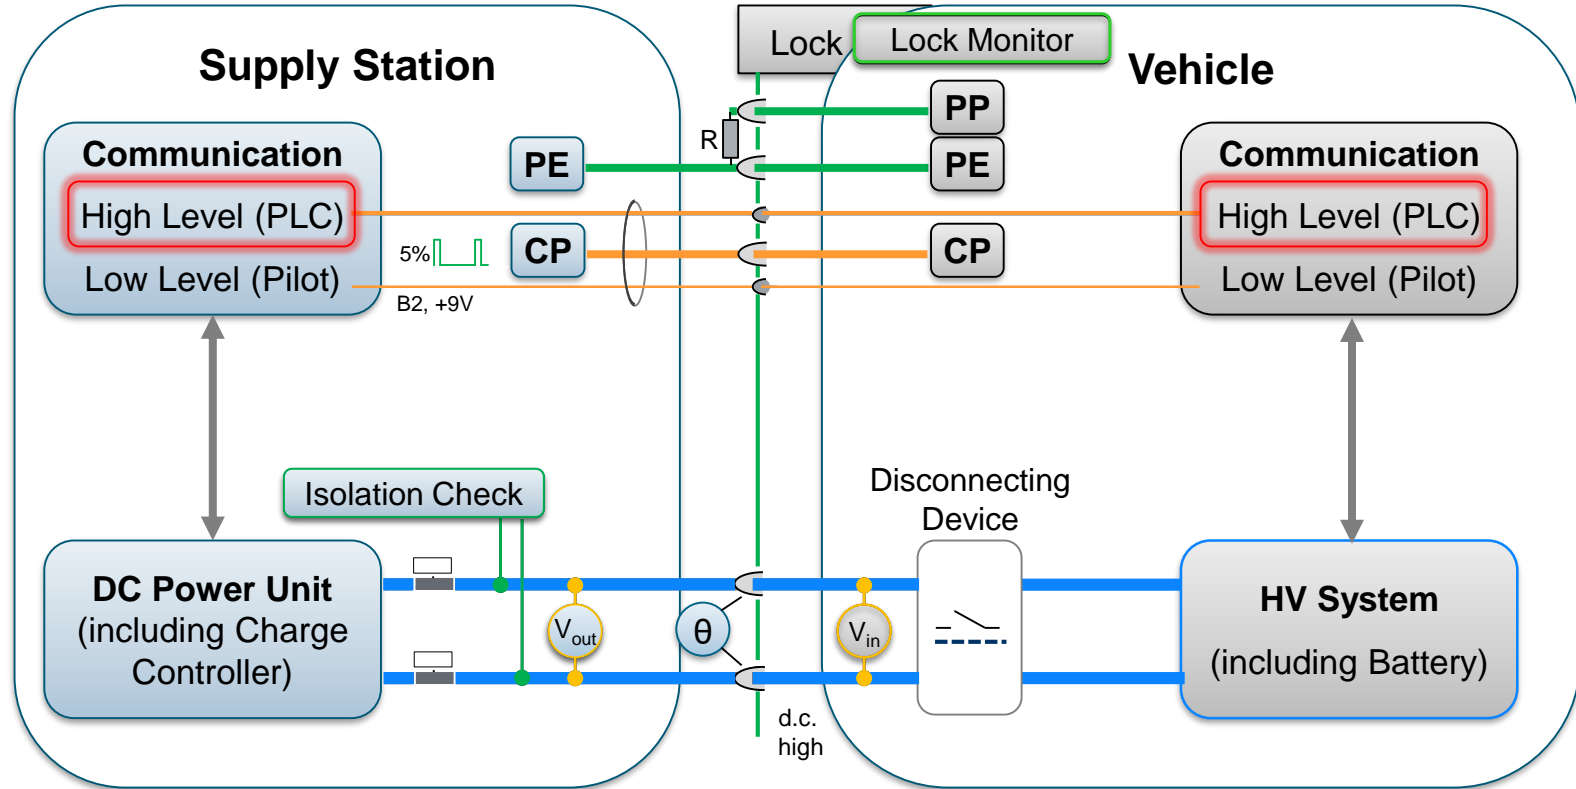 Supply Station
Lock
Lock Monitor
Vehicle
Communication
High Level (PLC)
Low Level (Pilot)
5%
B2, +9V
PE
CP
R
PP
PE
CP
Communication
High Level (PLC)
Low Level (Pilot)
Isolation Check
DC Power Unit
(including Charge
Controller)
Vout
θ
Vin
d.c.
high
Disconnecting
Device
HV System
(including Battery)